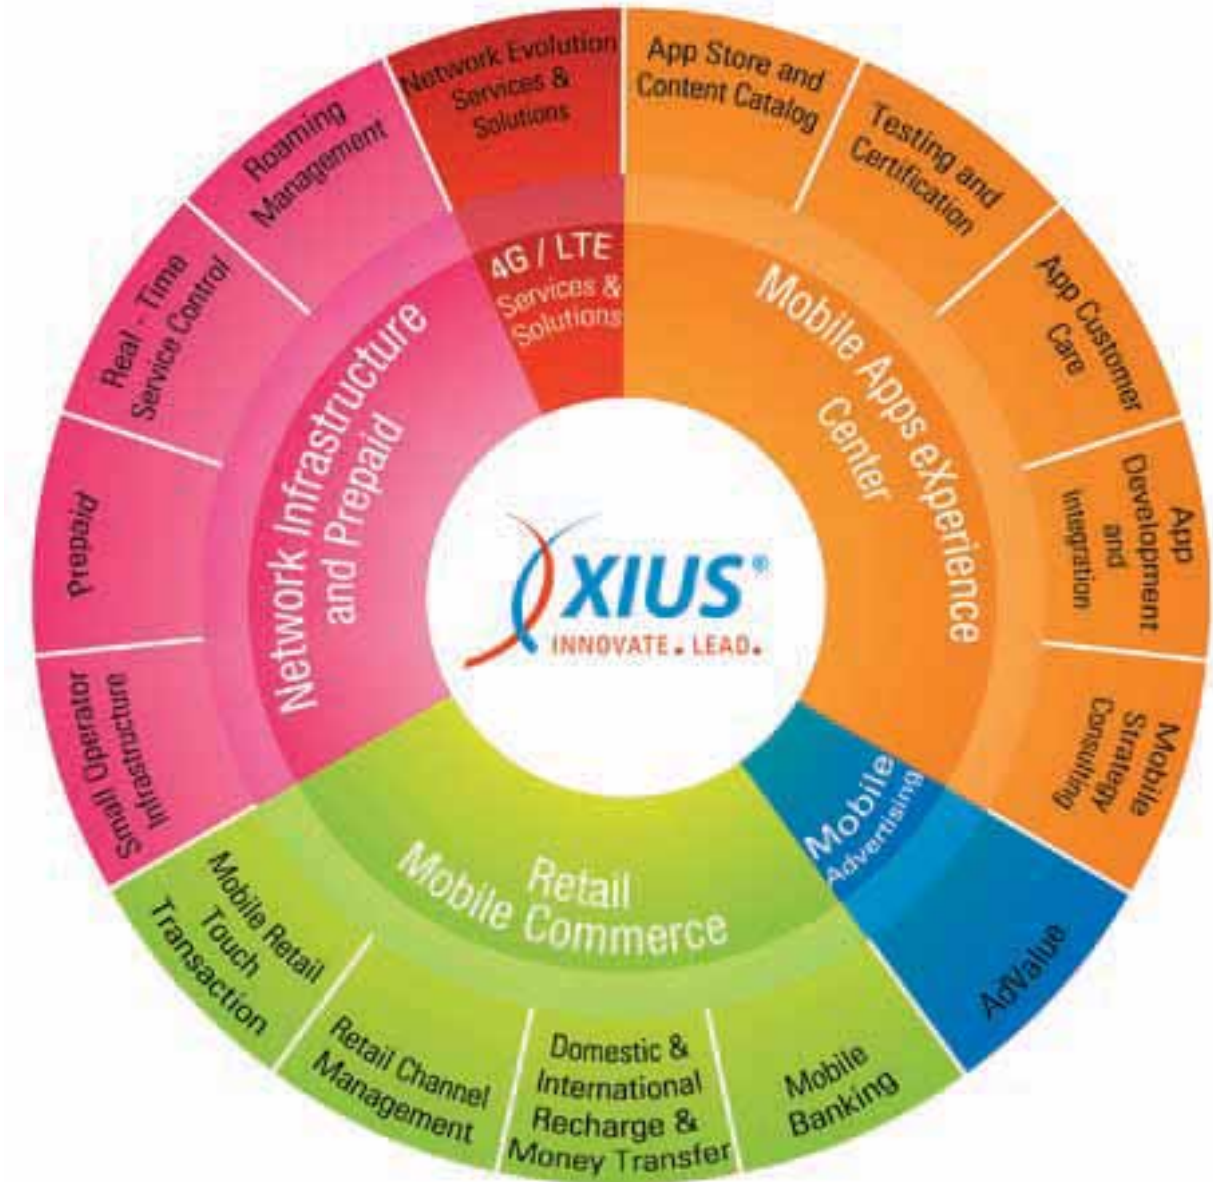 Network Evolution
Services &
Solutions
App Store and
Content Catalog
Testing and
Certification
App Customer
Care
App
Development
and
Integration
Mobile
Strategy
Consulting
AdValue
Mobile
Banking
Domestic &
International
Recharge &
Money Transfer
Retail Channel
Management
Mobile Retail
Touch
Transaction
Small Operator
Infrastructure
Prepaid
Real - Time
Service Control
Roaming
Management
4G / LTE
Services &
Solutions
Mobile Apps eXperience
Center
Mobile
Advertising
Retail
Mobile Commerce
Network Infrastructure
and Prepaid
XIUS®
INNOVATE. LEAD.